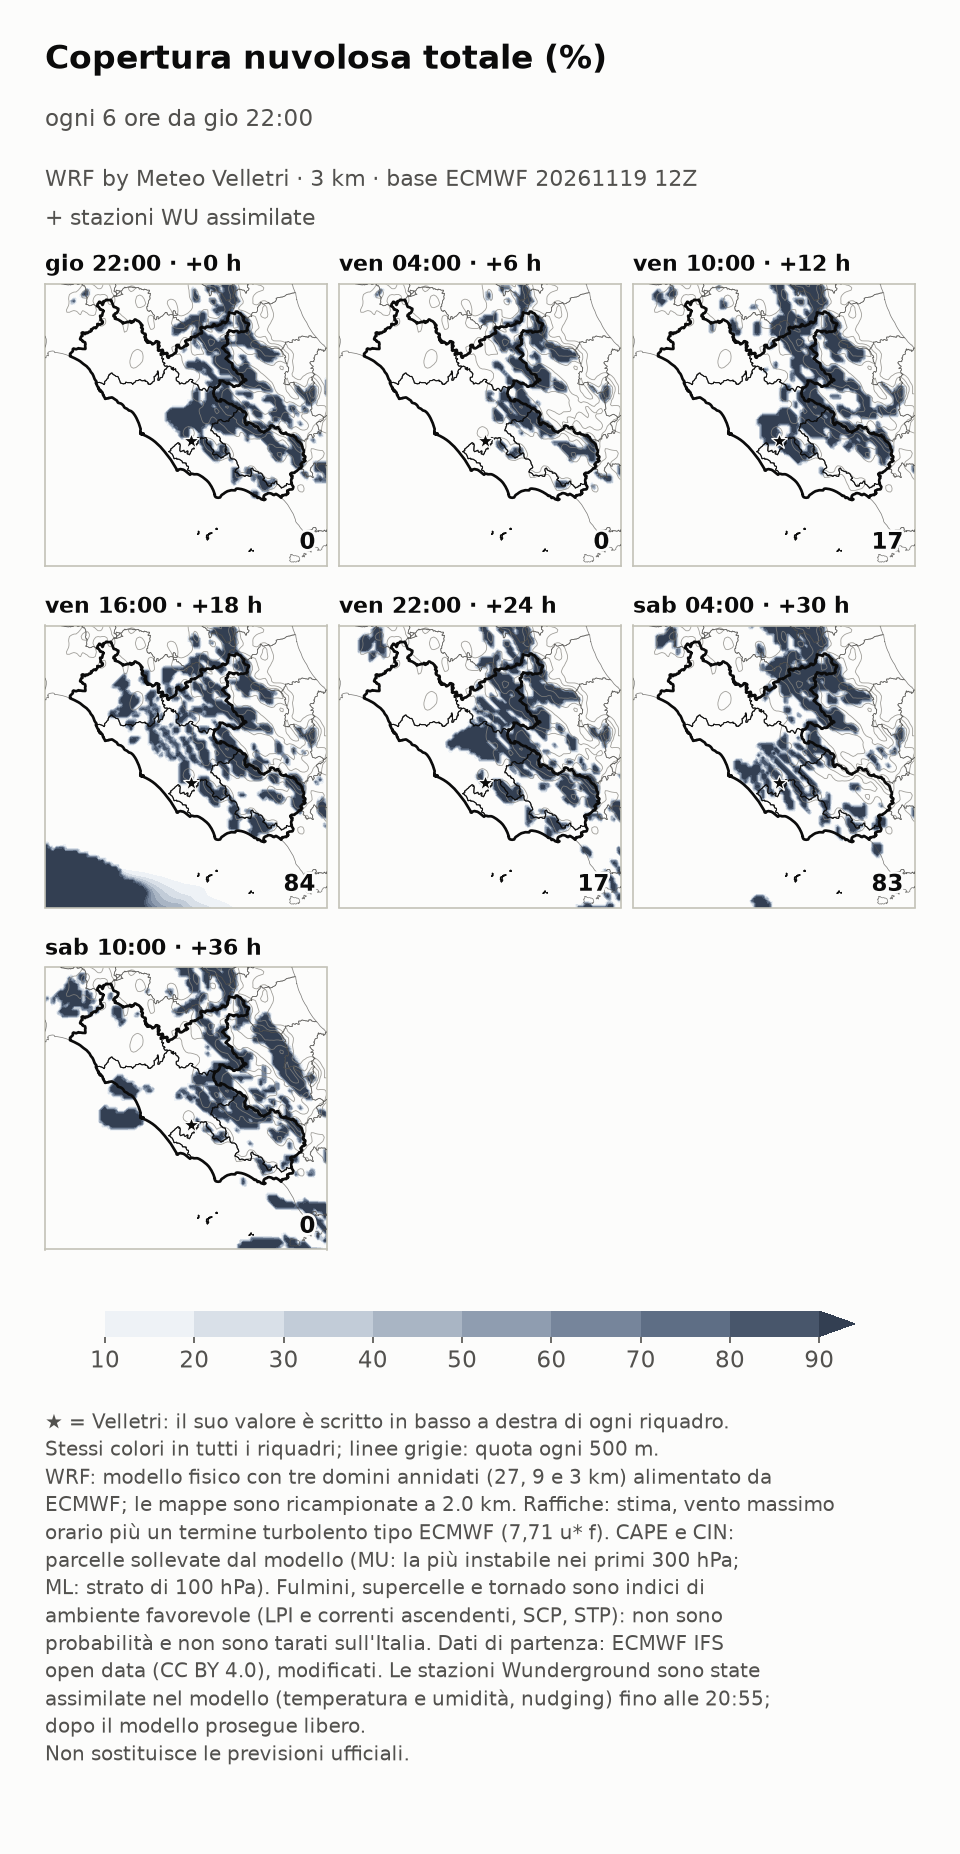 Copertura nuvolosa totale (%)
ogni 6 ore da gio 22:00
WRF by Meteo Velletri · 3 km · base ECMWF 20261119 12Z
+ stazioni WU assimilate
gio 22:00 · +0 h
ven 04:00 · +6 h
ven 10:00 · +12 h
0
0
17
ven 16:00 · +18 h
ven 22:00 · +24 h
sab 04:00 · +30 h
84
17
83
sab 10:00 · +36 h
0
10 20 30 40 50 60 70 80 90
★ = Velletri: il suo valore è scritto in basso a destra di ogni riquadro.
Stessi colori in tutti i riquadri; linee grigie: quota ogni 500 m.
WRF: modello fisico con tre domini annidati (27, 9 e 3 km) alimentato da
ECMWF; le mappe sono ricampionate a 2.0 km. Raffiche: stima, vento massimo
orario più un termine turbolento tipo ECMWF (7,71 u* f). CAPE e CIN:
parcelle sollevate dal modello (MU: la più instabile nei primi 300 hPa;
ML: strato di 100 hPa). Fulmini, supercelle e tornado sono indici di
ambiente favorevole (LPI e correnti ascendenti, SCP, STP): non sono
probabilità e non sono tarati sull'Italia. Dati di partenza: ECMWF IFS
open data (CC BY 4.0), modificati. Le stazioni Wunderground sono state
assimilate nel modello (temperatura e umidità, nudging) fino alle 20:55;
dopo il modello prosegue libero.
Non sostituisce le previsioni ufficiali.